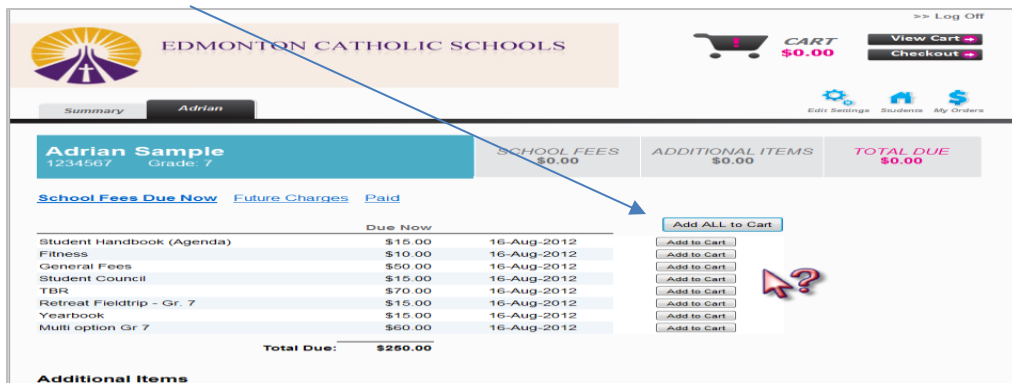 >> Log Off
EDMONTON CATHOLIC SCHOOLS
! CART View Cart
$0.00 Checkout
Summary Adrian Edit Settings Students My Orders
Adrian Sample SCHOOL FEES ADDITIONAL ITEMS TOTAL DUE
1234567 Grade: 7 $0.00 $0.00 $0.00
School Fees Due Now Future Charges Paid
Due Now Add ALL to Cart
Student Handbook (Agenda) $15.00 16-Aug-2012 Add to Cart
Fitness $10.00 16-Aug-2012 Add to Cart
General Fees $50.00 16-Aug-2012 Add to Cart
Student Council $15.00 16-Aug-2012 Add to Cart
TBR $70.00 16-Aug-2012 Add to Cart
Retreat Fieldtrip - Gr. 7 $15.00 16-Aug-2012 Add to Cart
Yearbook $15.00 16-Aug-2012 Add to Cart
Multi option Gr 7 $60.00 16-Aug-2012 Add to Cart
?
Total Due: $250.00
Additional Items